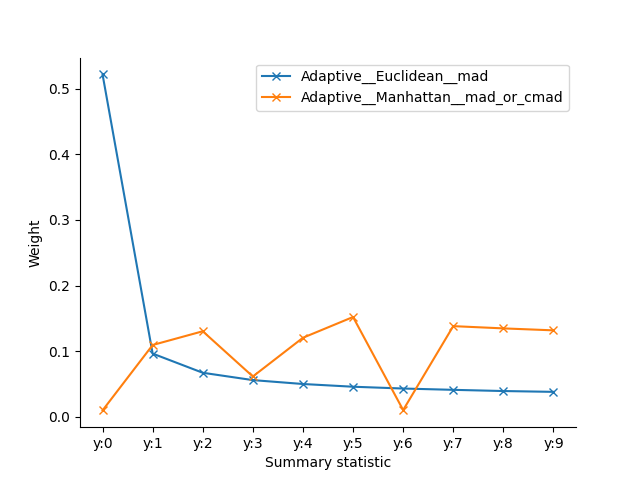 Adaptive__Euclidean__mad
Adaptive__Manhattan__mad_or_cmad
Weight
0.5
0.4
0.3
0.2
0.1
0.0
y:0 y:1 y:2 y:3 y:4 y:5 y:6 y:7 y:8 y:9
Summary statistic